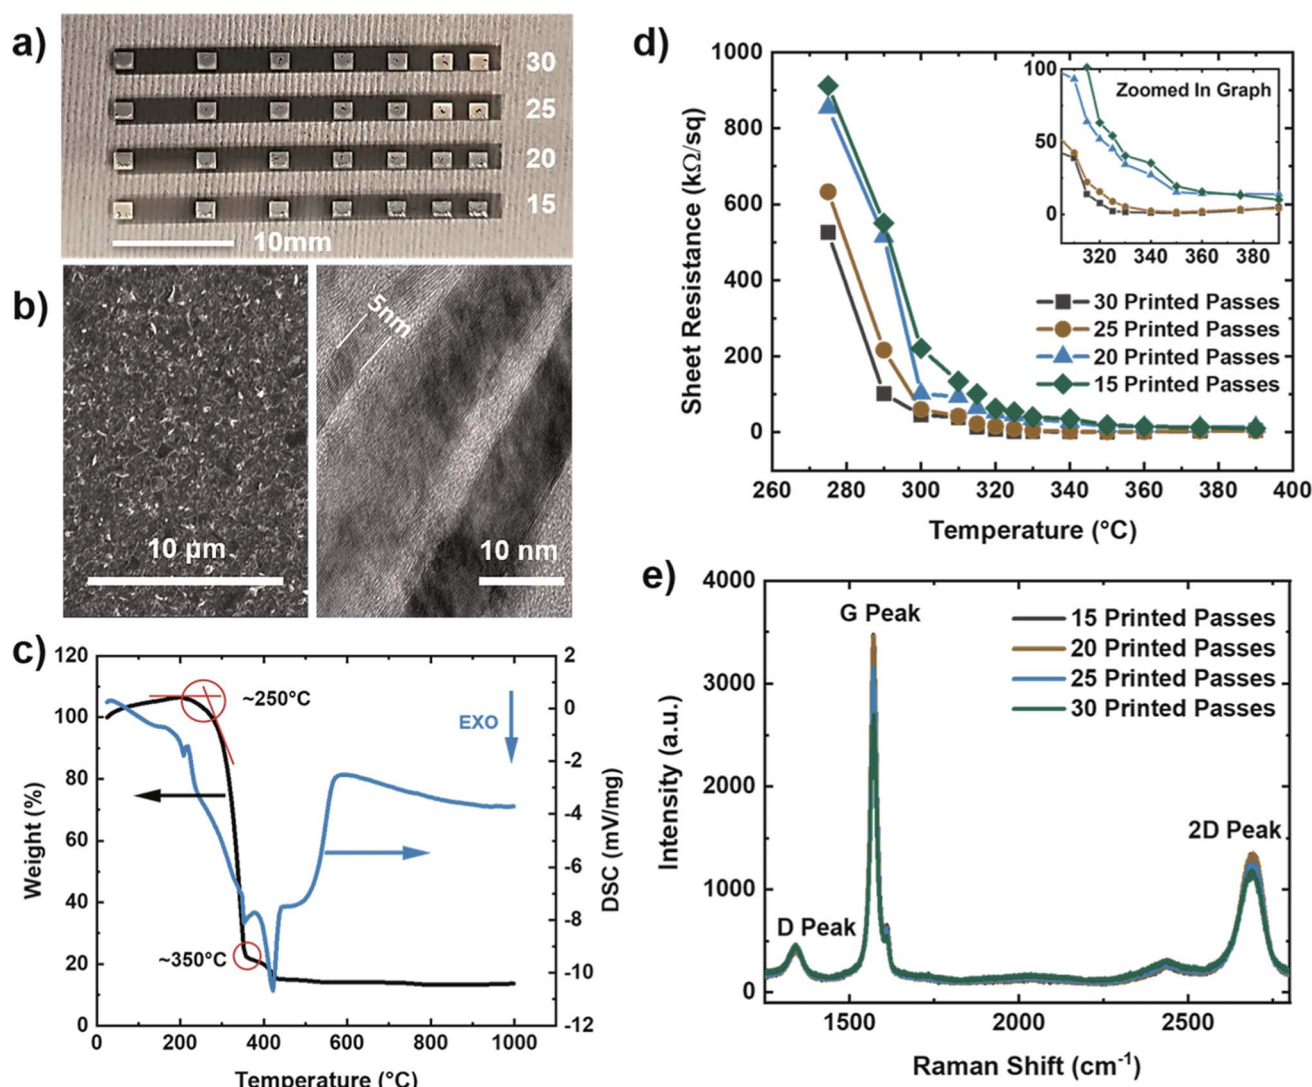 a)
30
25
20
15
10mm
b)
10 μm
5nm
10 nm
c)
120
100
80
60
40
20
0
Weight (%)
~250°C
~350°C
EXO
2
0
-2
-4
-6
-8
-10
-12
DSC (mV/mg)
0 200 400 600 800 1000
Temperature (°C)
d)
1000
800
600
400
200
0
Sheet Resistance (kΩ/sq)
100
50
0
Zoomed In Graph
320 340 360 380
30 Printed Passes
25 Printed Passes
20 Printed Passes
15 Printed Passes
260 280 300 320 340 360 380 400
Temperature (°C)
e)
4000
3000
2000
1000
0
Intensity (a.u.)
G Peak
15 Printed Passes
20 Printed Passes
25 Printed Passes
30 Printed Passes
2D Peak
D Peak
1500 2000 2500
Raman Shift (cm⁻¹)